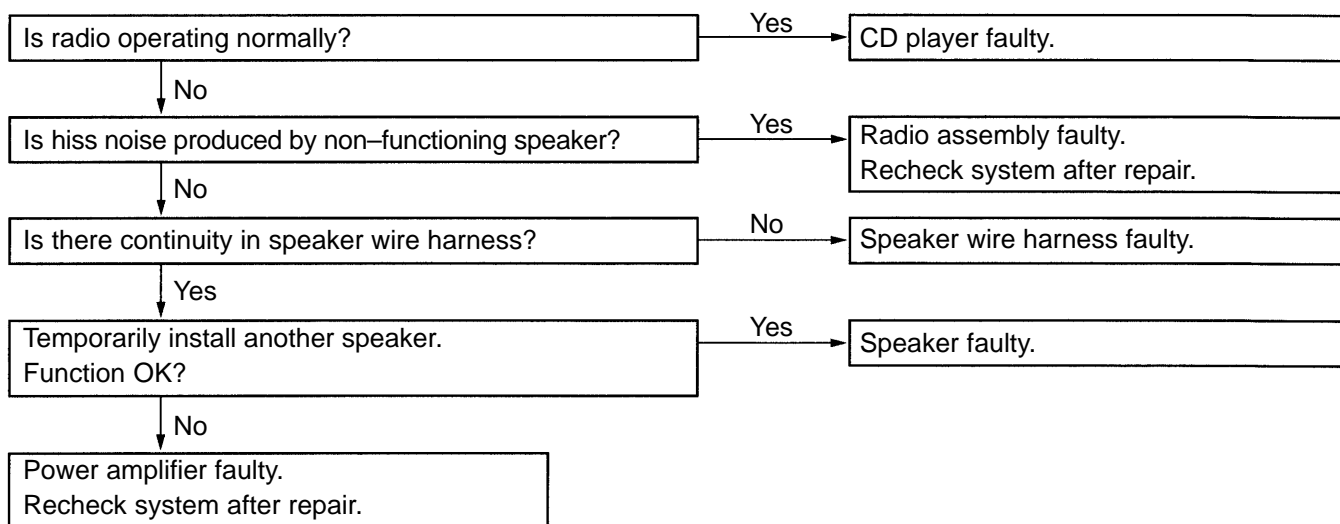 Is radio operating normally?
Yes
CD player faulty.
No
Is hiss noise produced by non–functioning speaker?
Yes
Radio assembly faulty.
Recheck system after repair.
No
Is there continuity in speaker wire harness?
No
Speaker wire harness faulty.
Yes
Temporarily install another speaker.
Function OK?
Yes
Speaker faulty.
No
Power amplifier faulty.
Recheck system after repair.